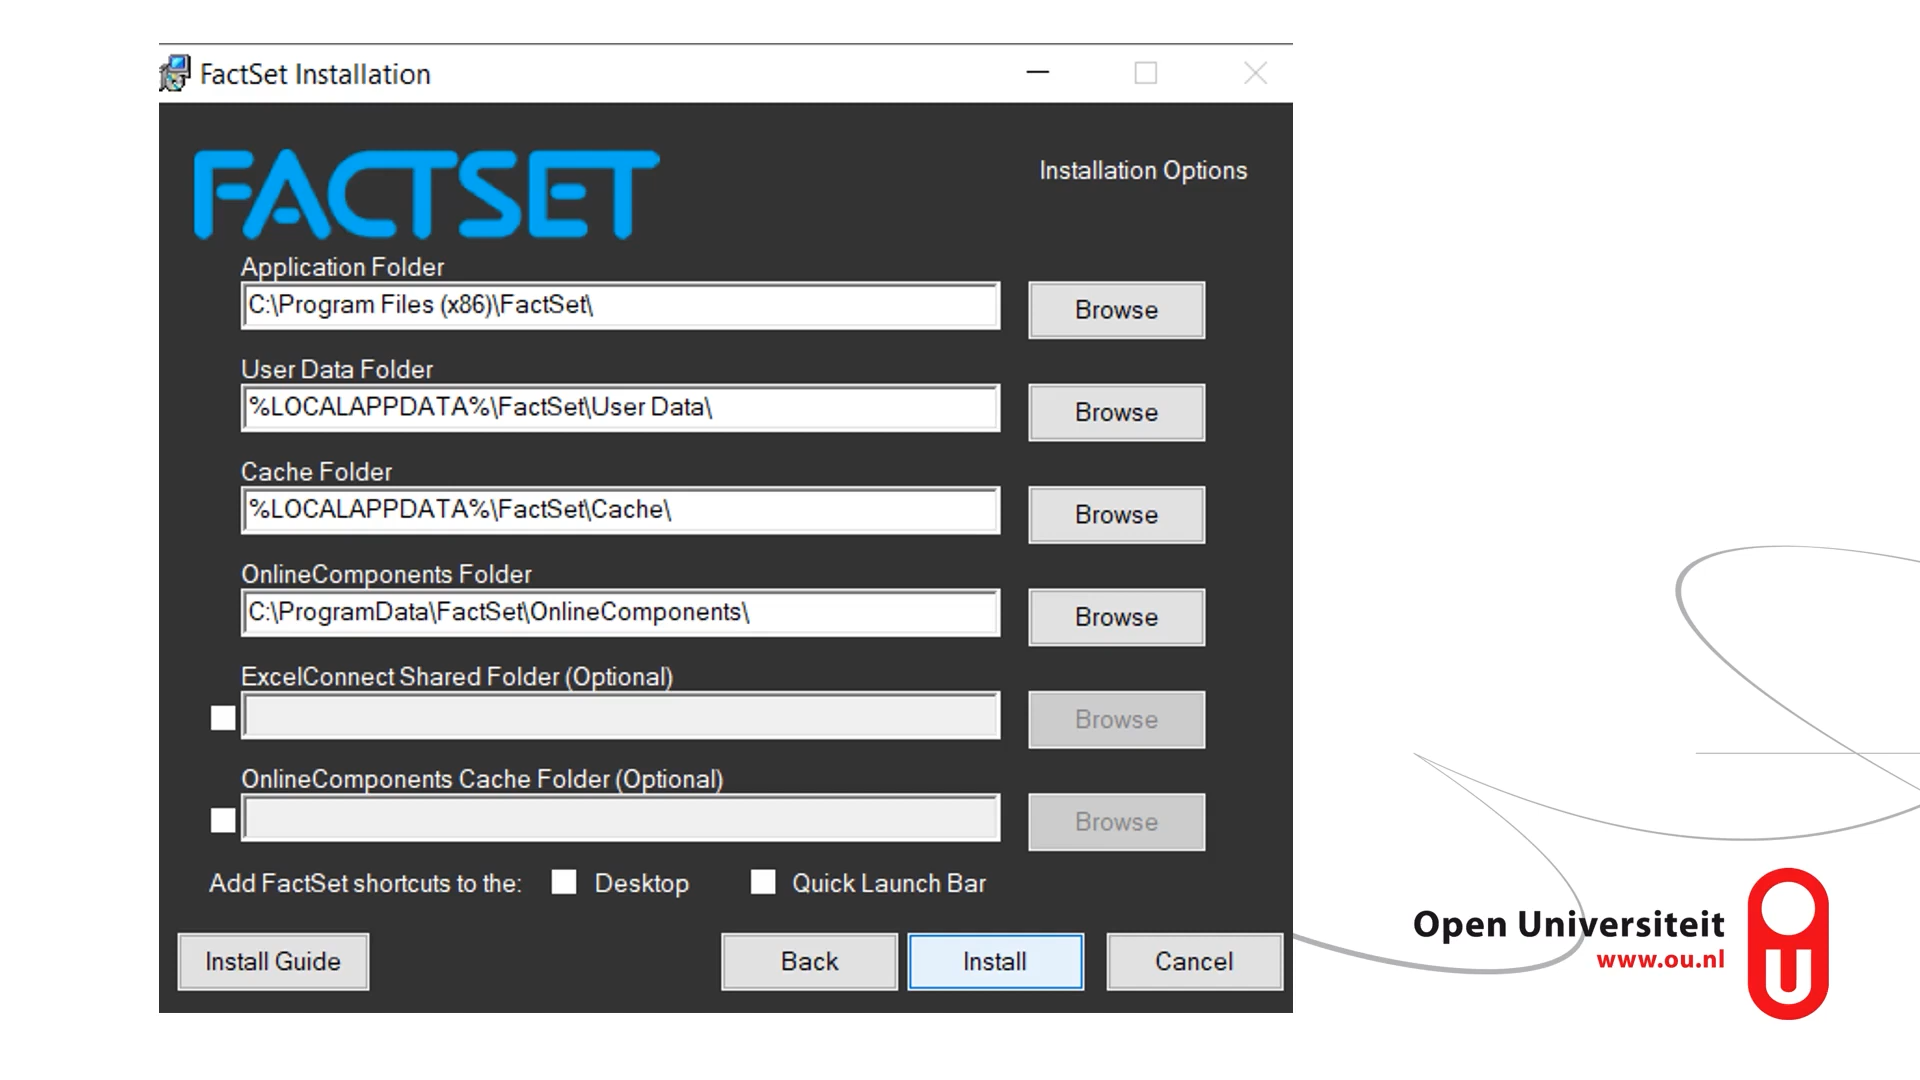 FactSet Installation
FACTSET
Installation Options
Application Folder
C:\Program Files (x86)\FactSet\
Browse
User Data Folder
%LOCALAPPDATA%\FactSet\User Data\
Browse
Cache Folder
%LOCALAPPDATA%\FactSet\Cache\
Browse
OnlineComponents Folder
C:\ProgramData\FactSet\OnlineComponents\
Browse
ExcelConnect Shared Folder (Optional)
Browse
OnlineComponents Cache Folder (Optional)
Browse
Add FactSet shortcuts to the: Desktop Quick Launch Bar
Install Guide Back Install Cancel
Open Universiteit
www.ou.nl